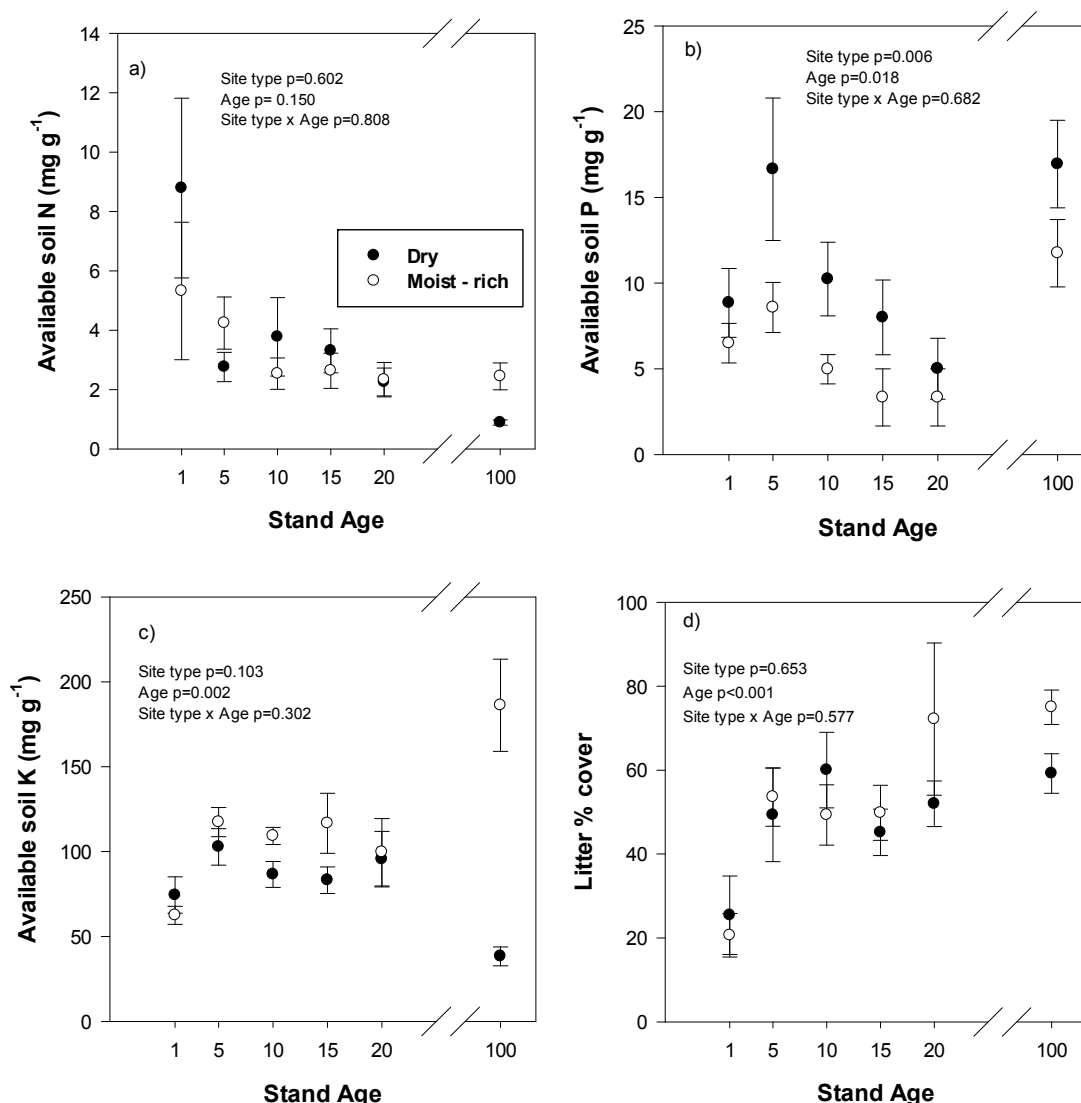 a)
Site type p=0.602
Age p= 0.150
Site type x Age p=0.808
Available soil N (mg g-1)
14
12
10
8
6
4
2
0
Dry
Moist - rich
1 5 10 15 20 100
Stand Age
b)
Site type p=0.006
Age p=0.018
Site type x Age p=0.682
Available soil P (mg g-1)
25
20
15
10
5
0
1 5 10 15 20 100
Stand Age
c)
Site type p=0.103
Age p=0.002
Site type x Age p=0.302
Available soil K (mg g-1)
250
200
150
100
50
0
1 5 10 15 20 100
Stand Age
d)
Site type p=0.653
Age p<0.001
Site type x Age p=0.577
Litter % cover
100
80
60
40
20
0
1 5 10 15 20 100
Stand Age